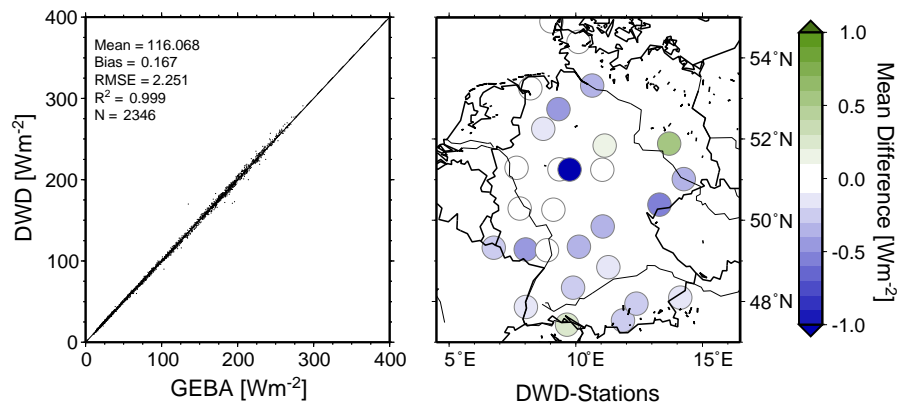 400
300
200
100
0
DWD [Wm-2]
Mean = 116.068
Bias = 0.167
RMSE = 2.251
R2 = 0.999
N = 2346
0 100 200 300 400
GEBA [Wm-2]
54˚N
52˚N
50˚N
48˚N
5˚E 10˚E 15˚E
DWD-Stations
1.0
0.5
0.0
-0.5
-1.0
Mean Difference [Wm-2]